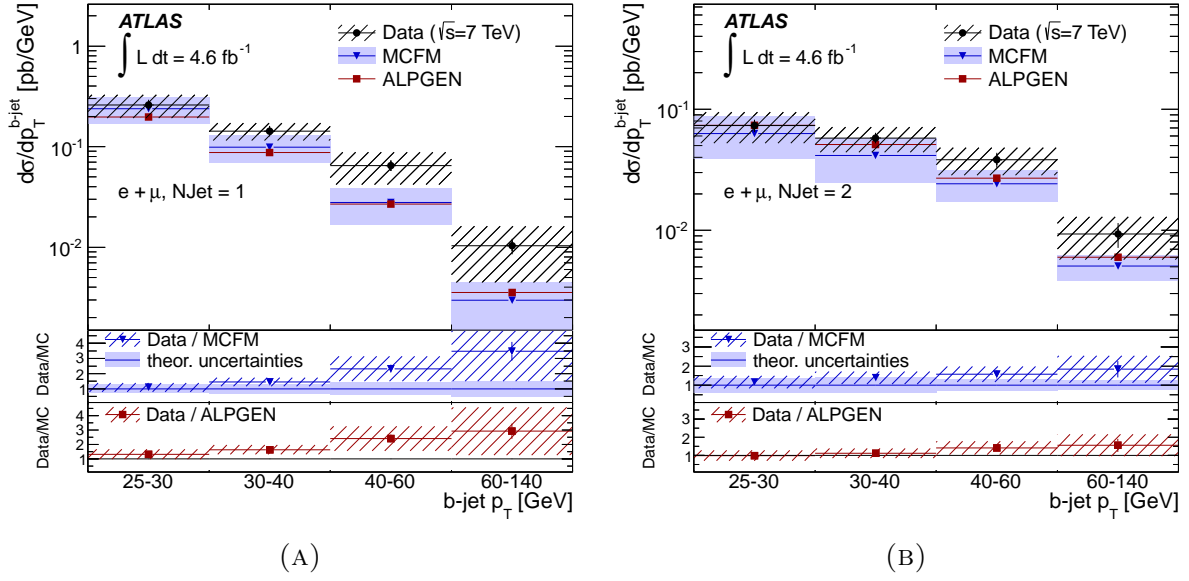 ATLAS
∫ L dt = 4.6 fb⁻¹
Data (√s=7 TeV)
MCFM
ALPGEN
e + μ, NJet = 1
dσ/dp_T^{b-jet} [pb/GeV]
1
10⁻¹
10⁻²
Data / MCFM
theor. uncertainties
Data/MC
4
3
2
1
Data / ALPGEN
Data/MC
4
3
2
1
25-30 30-40 40-60 60-140
b-jet p_T [GeV]
(A)
ATLAS
∫ L dt = 4.6 fb⁻¹
Data (√s=7 TeV)
MCFM
ALPGEN
e + μ, NJet = 2
dσ/dp_T^{b-jet} [pb/GeV]
10⁻¹
10⁻²
Data / MCFM
theor. uncertainties
Data/MC
3
2
1
Data / ALPGEN
Data/MC
3
2
1
25-30 30-40 40-60 60-140
b-jet p_T [GeV]
(B)